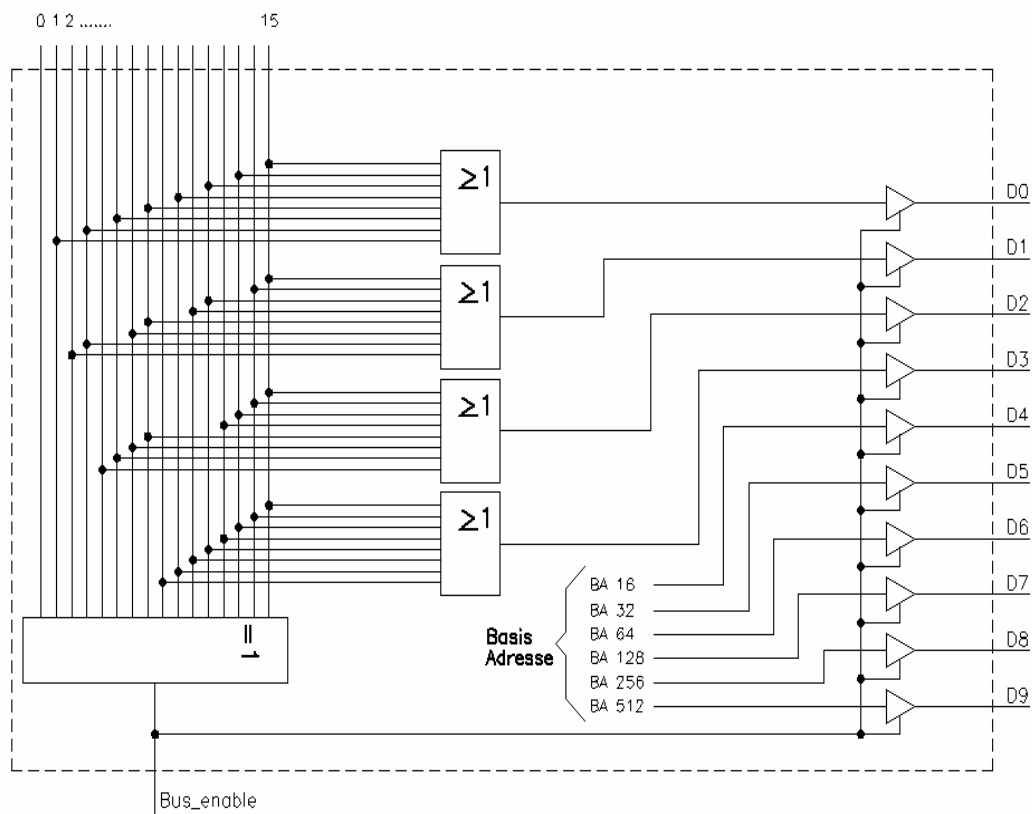 0 1 2 ....... 15
≥1
D0
D1
≥1
D2
D3
≥1
D4
D5
≥1
D6
BA 16
D7
BA 32
Basis
Adresse
BA 64
BA 128
D8
BA 256
BA 512
D9
=1
Bus_enable